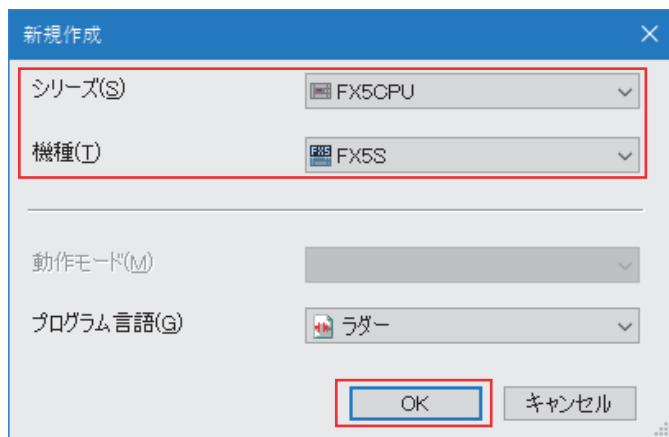 新規作成
シリーズ(S) FX5CPU
機種(T) FX5S
動作モード(M)
プログラム言語(G) ラダー
OK キャンセル